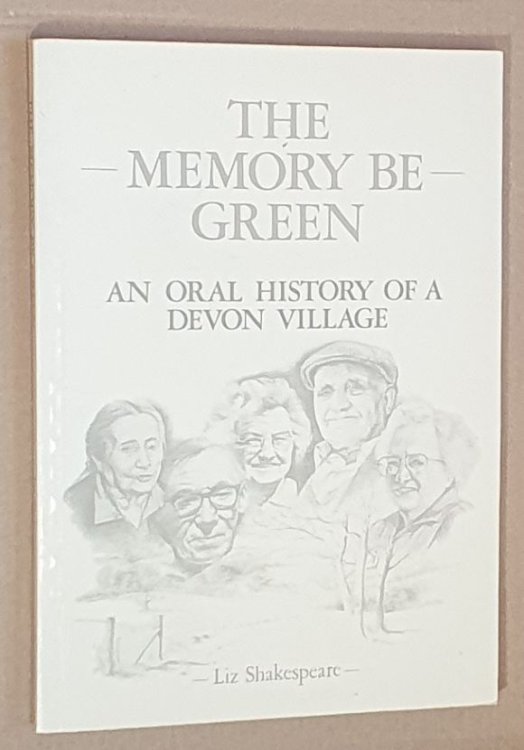 THE
— MEMORY BE —
GREEN
AN ORAL HISTORY OF A
DEVON VILLAGE
— Liz Shakespeare —